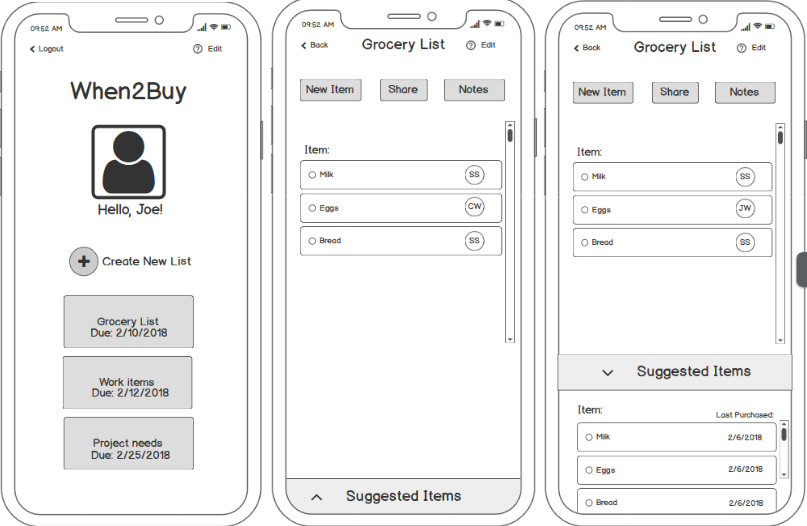 09:52 AM
Logout
Edit
When2Buy
Hello, Joe!
Create New List
Grocery List
Due: 2/10/2018
Work items
Due: 2/12/2018
Project needs
Due: 2/25/2018
09:52 AM
Back
Grocery List
Edit
New Item
Share
Notes
Item:
Milk
SS
Eggs
CW
Bread
SS
Suggested Items
09:52 AM
Back
Grocery List
Edit
New Item
Share
Notes
Item:
Milk
SS
Eggs
JW
Bread
SS
Suggested Items
Item:
Last Purchased:
Milk
2/6/2018
Eggs
2/6/2018
Bread
2/6/2018